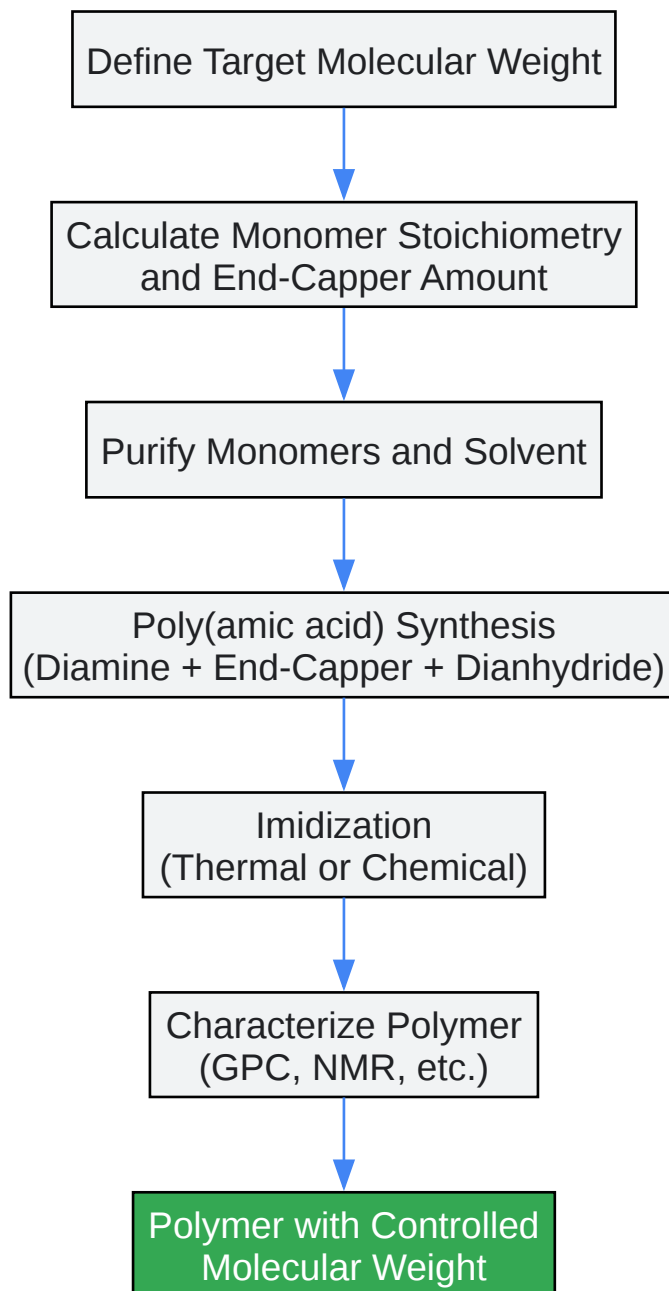 Define Target Molecular Weight
Calculate Monomer Stoichiometry
and End-Capper Amount
Purify Monomers and Solvent
Poly(amic acid) Synthesis
(Diamine + End-Capper + Dianhydride)
Imidization
(Thermal or Chemical)
Characterize Polymer
(GPC, NMR, etc.)
Polymer with Controlled
Molecular Weight